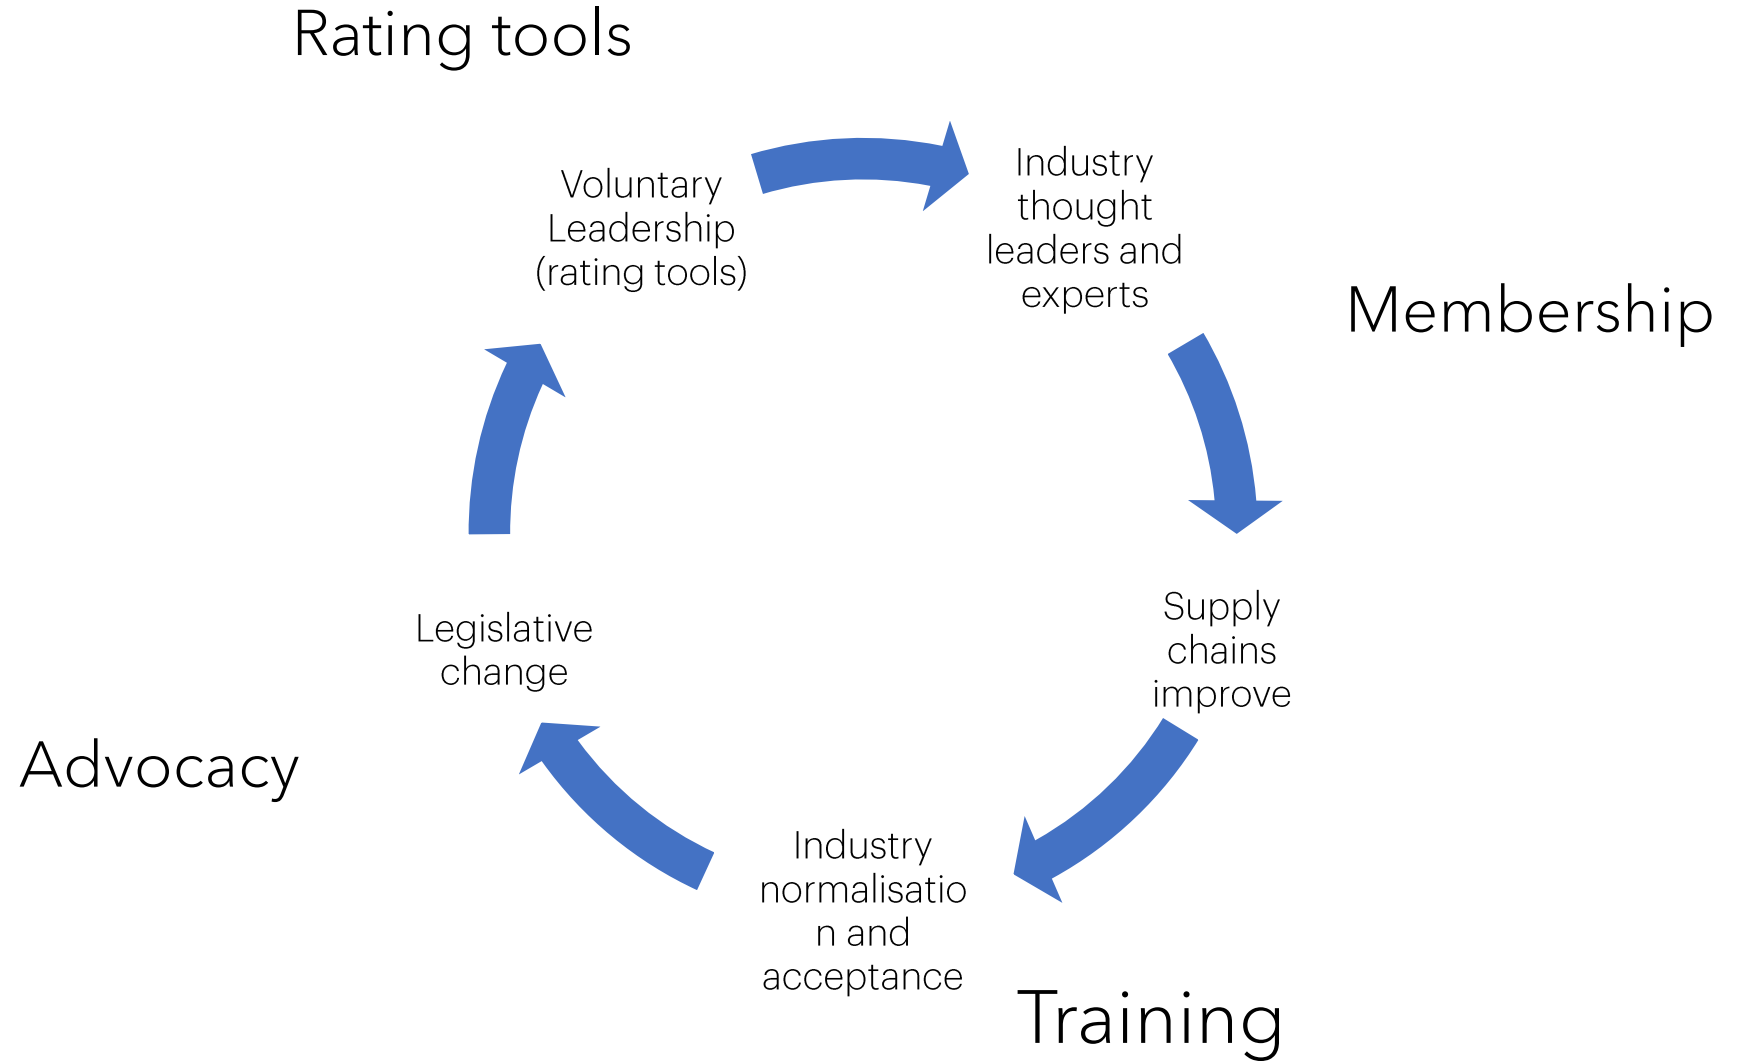 Rating tools
Voluntary
Leadership
(rating tools)
Industry
thought
leaders and
experts
Membership
Supply
chains
improve
Legislative
change
Advocacy
Industry
normalisatio
n and
acceptance
Training